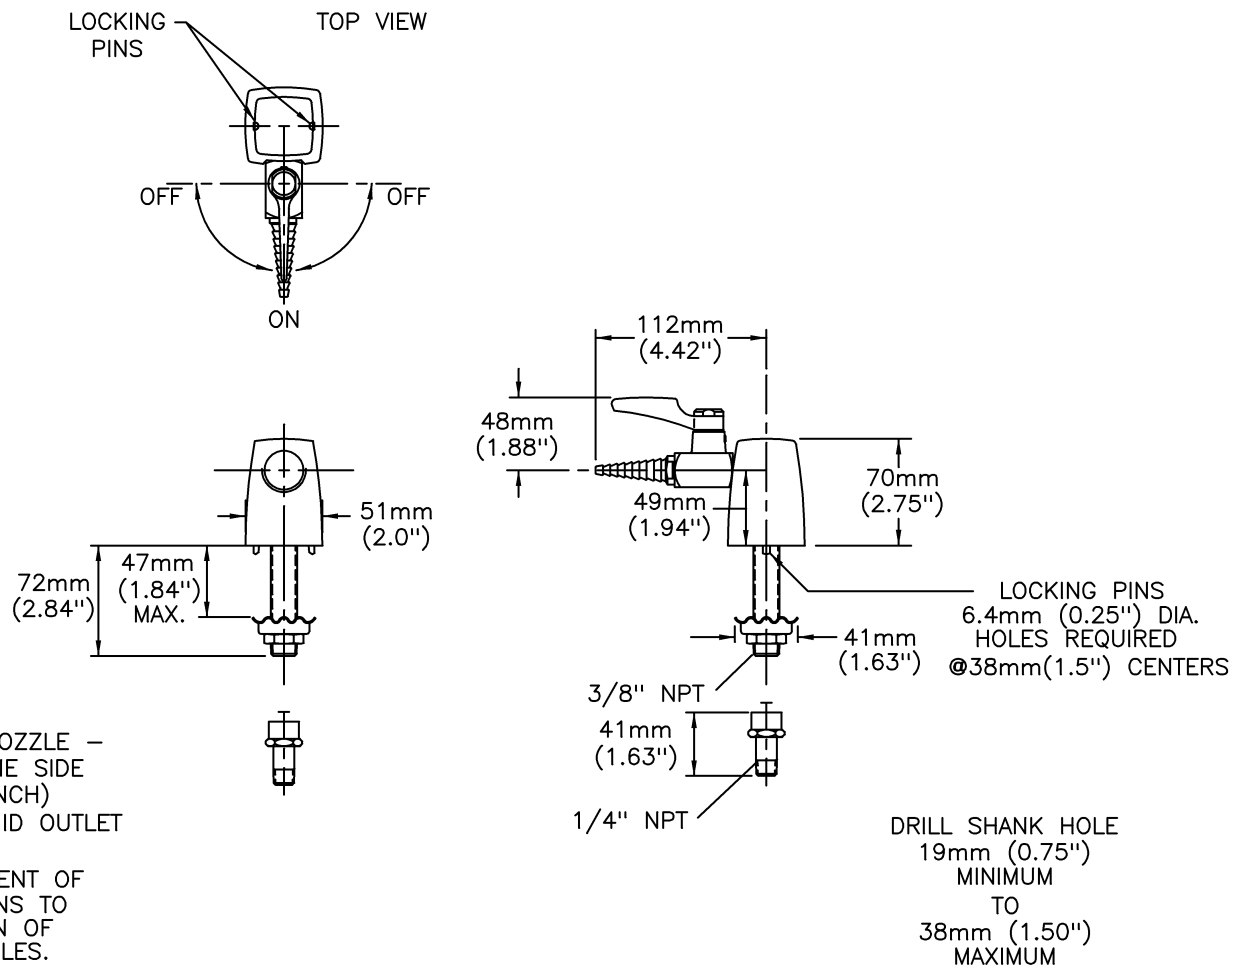 LOCKING
PINS
TOP VIEW
OFF
OFF
ON
112mm
(4.42")
48mm
(1.88")
49mm
(1.94")
70mm
(2.75")
51mm
(2.0")
47mm
(1.84")
MAX.
72mm
(2.84")
LOCKING PINS
6.4mm (0.25") DIA.
HOLES REQUIRED
@38mm(1.5") CENTERS
41mm
(1.63")
3/8" NPT
41mm
(1.63")
1/4" NPT
OZZLE –
SIDE
NCH)
ID OUTLET
ENT OF
NS TO
OF
LES.
DRILL SHANK HOLE
19mm (0.75")
MINIMUM
TO
38mm (1.50")
MAXIMUM